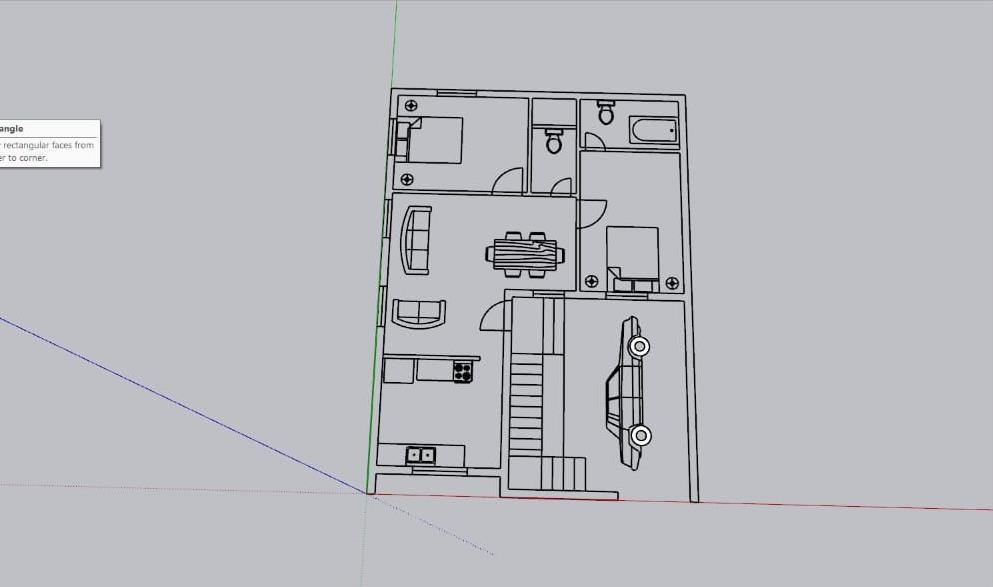 angle
rectangular faces from
er to corner.